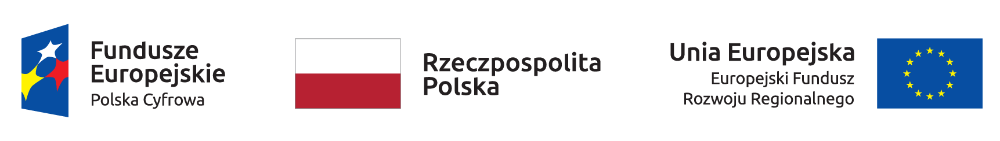 Fundusze
Europejskie
Polska Cyfrowa
Rzeczpospolita
Polska
Unia Europejska
Europejski Fundusz
Rozwoju Regionalnego